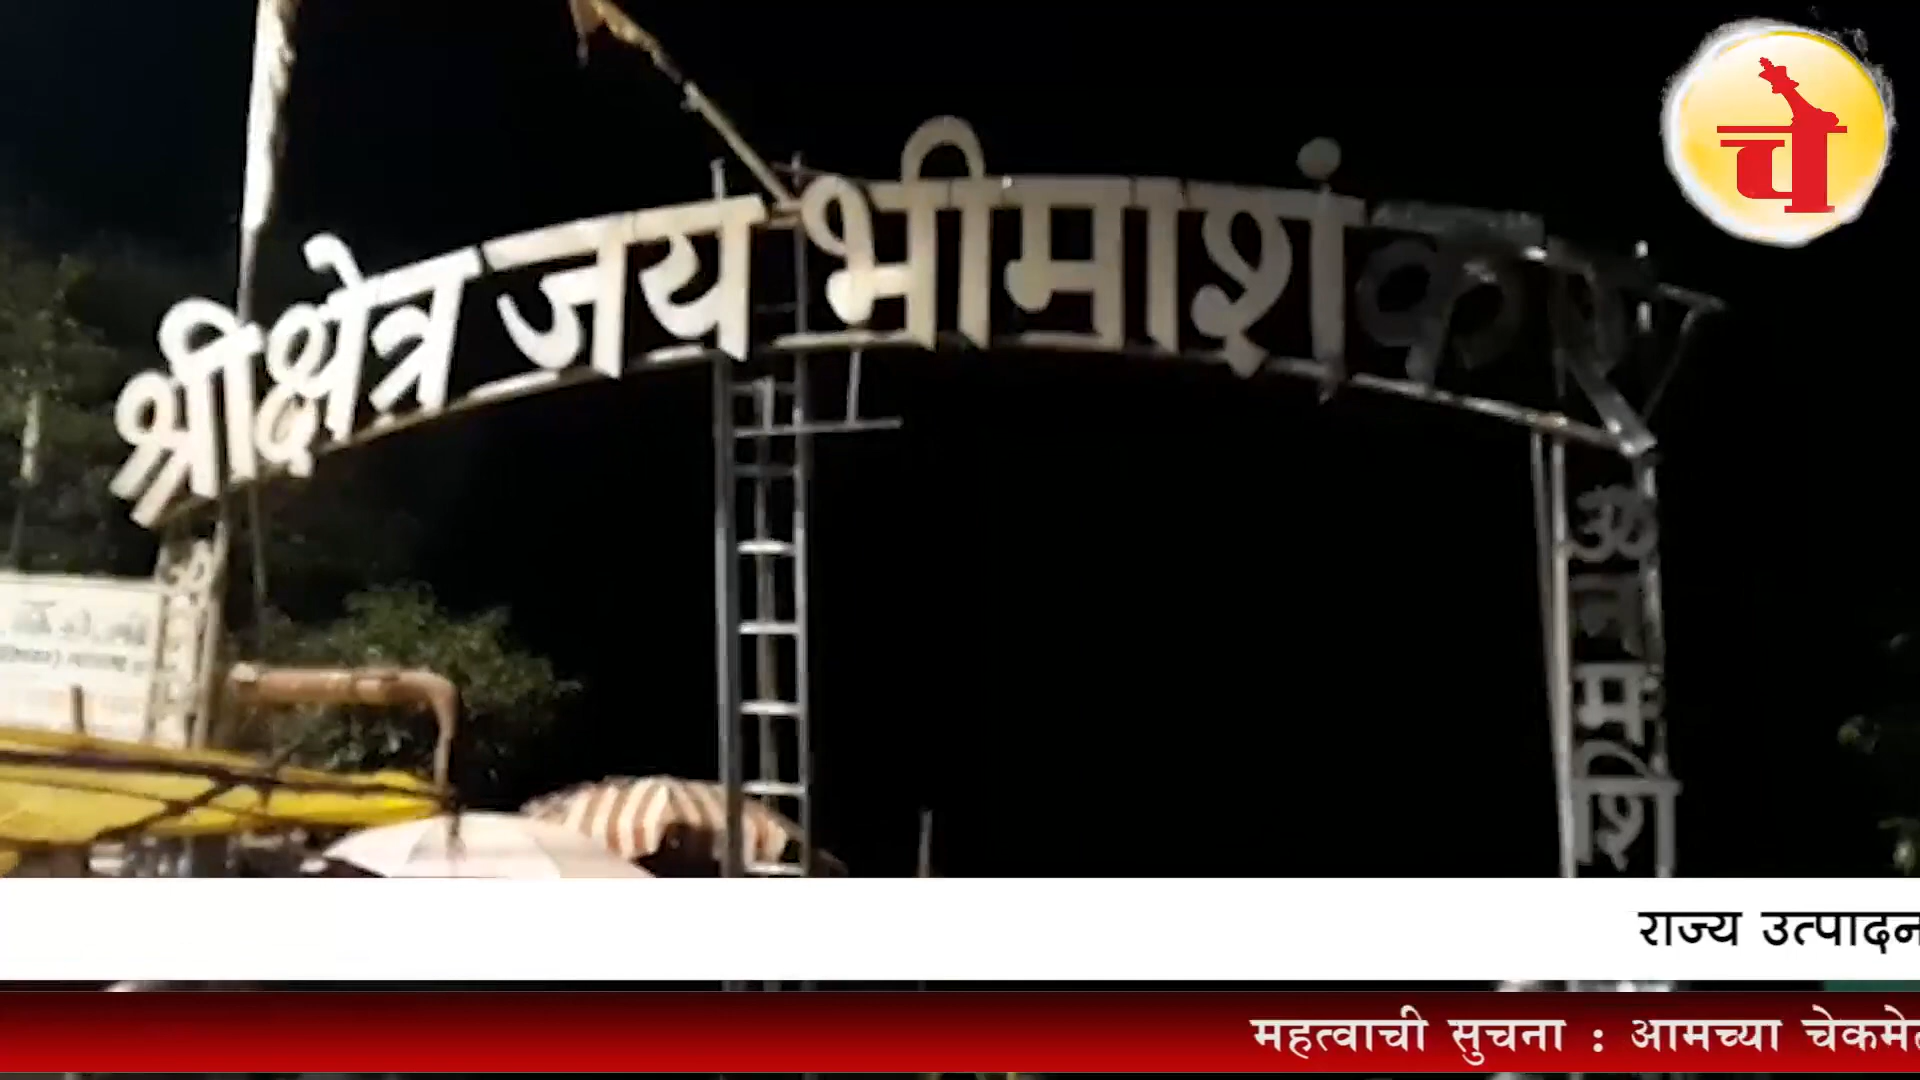 चे
श्रीक्षेत्र जय भीमाशंकर
ॐ
न
मः
शि
राज्य उत्पादन
महत्वाची सुचना : आमच्या चेकमेट